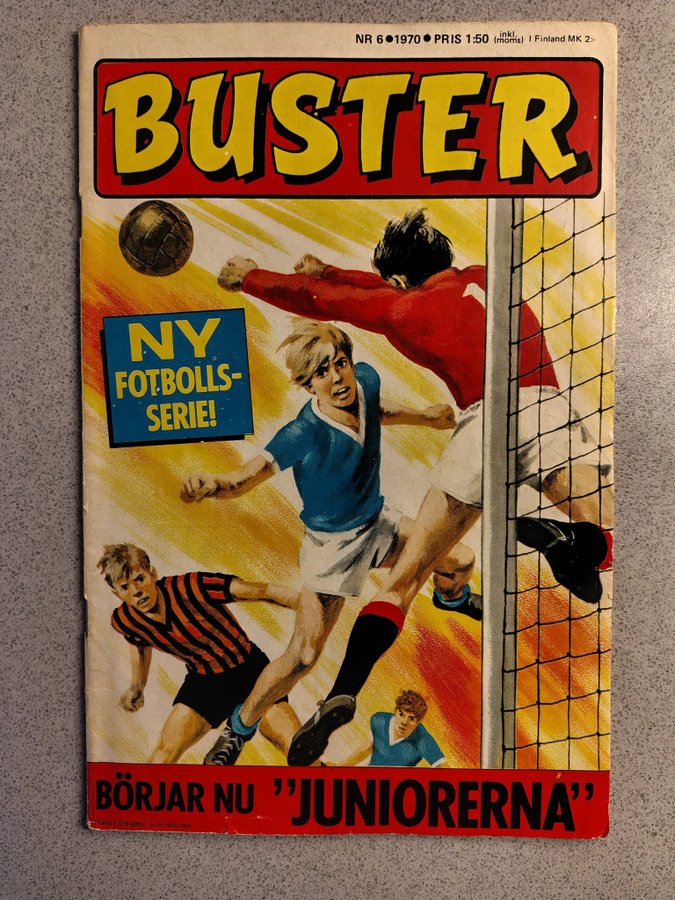 NR 6 ● 1970 ● PRIS 1:50 inkl. (moms) I Finland MK 2:-
BUSTER
NY
FOTBOLLS-
SERIE!
BÖRJAR NU "JUNIORERNA"